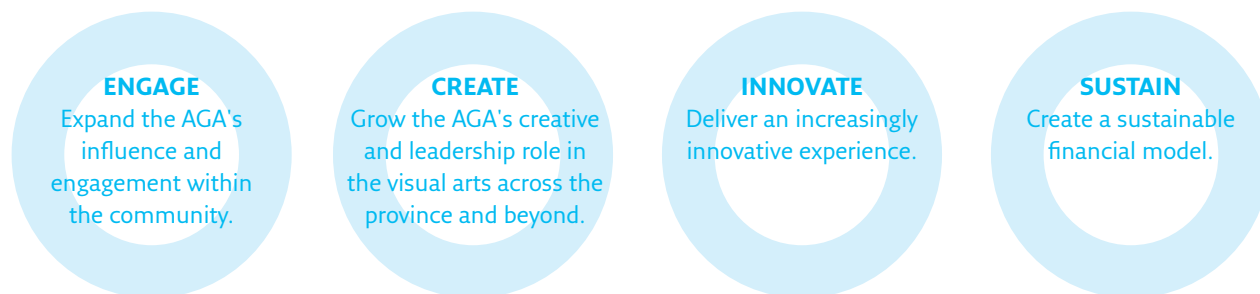 ENGAGE
Expand the AGA's
influence and
engagement within
the community.
CREATE
Grow the AGA's creative
and leadership role in
the visual arts across the
province and beyond.
INNOVATE
Deliver an increasingly
innovative experience.
SUSTAIN
Create a sustainable
financial model.